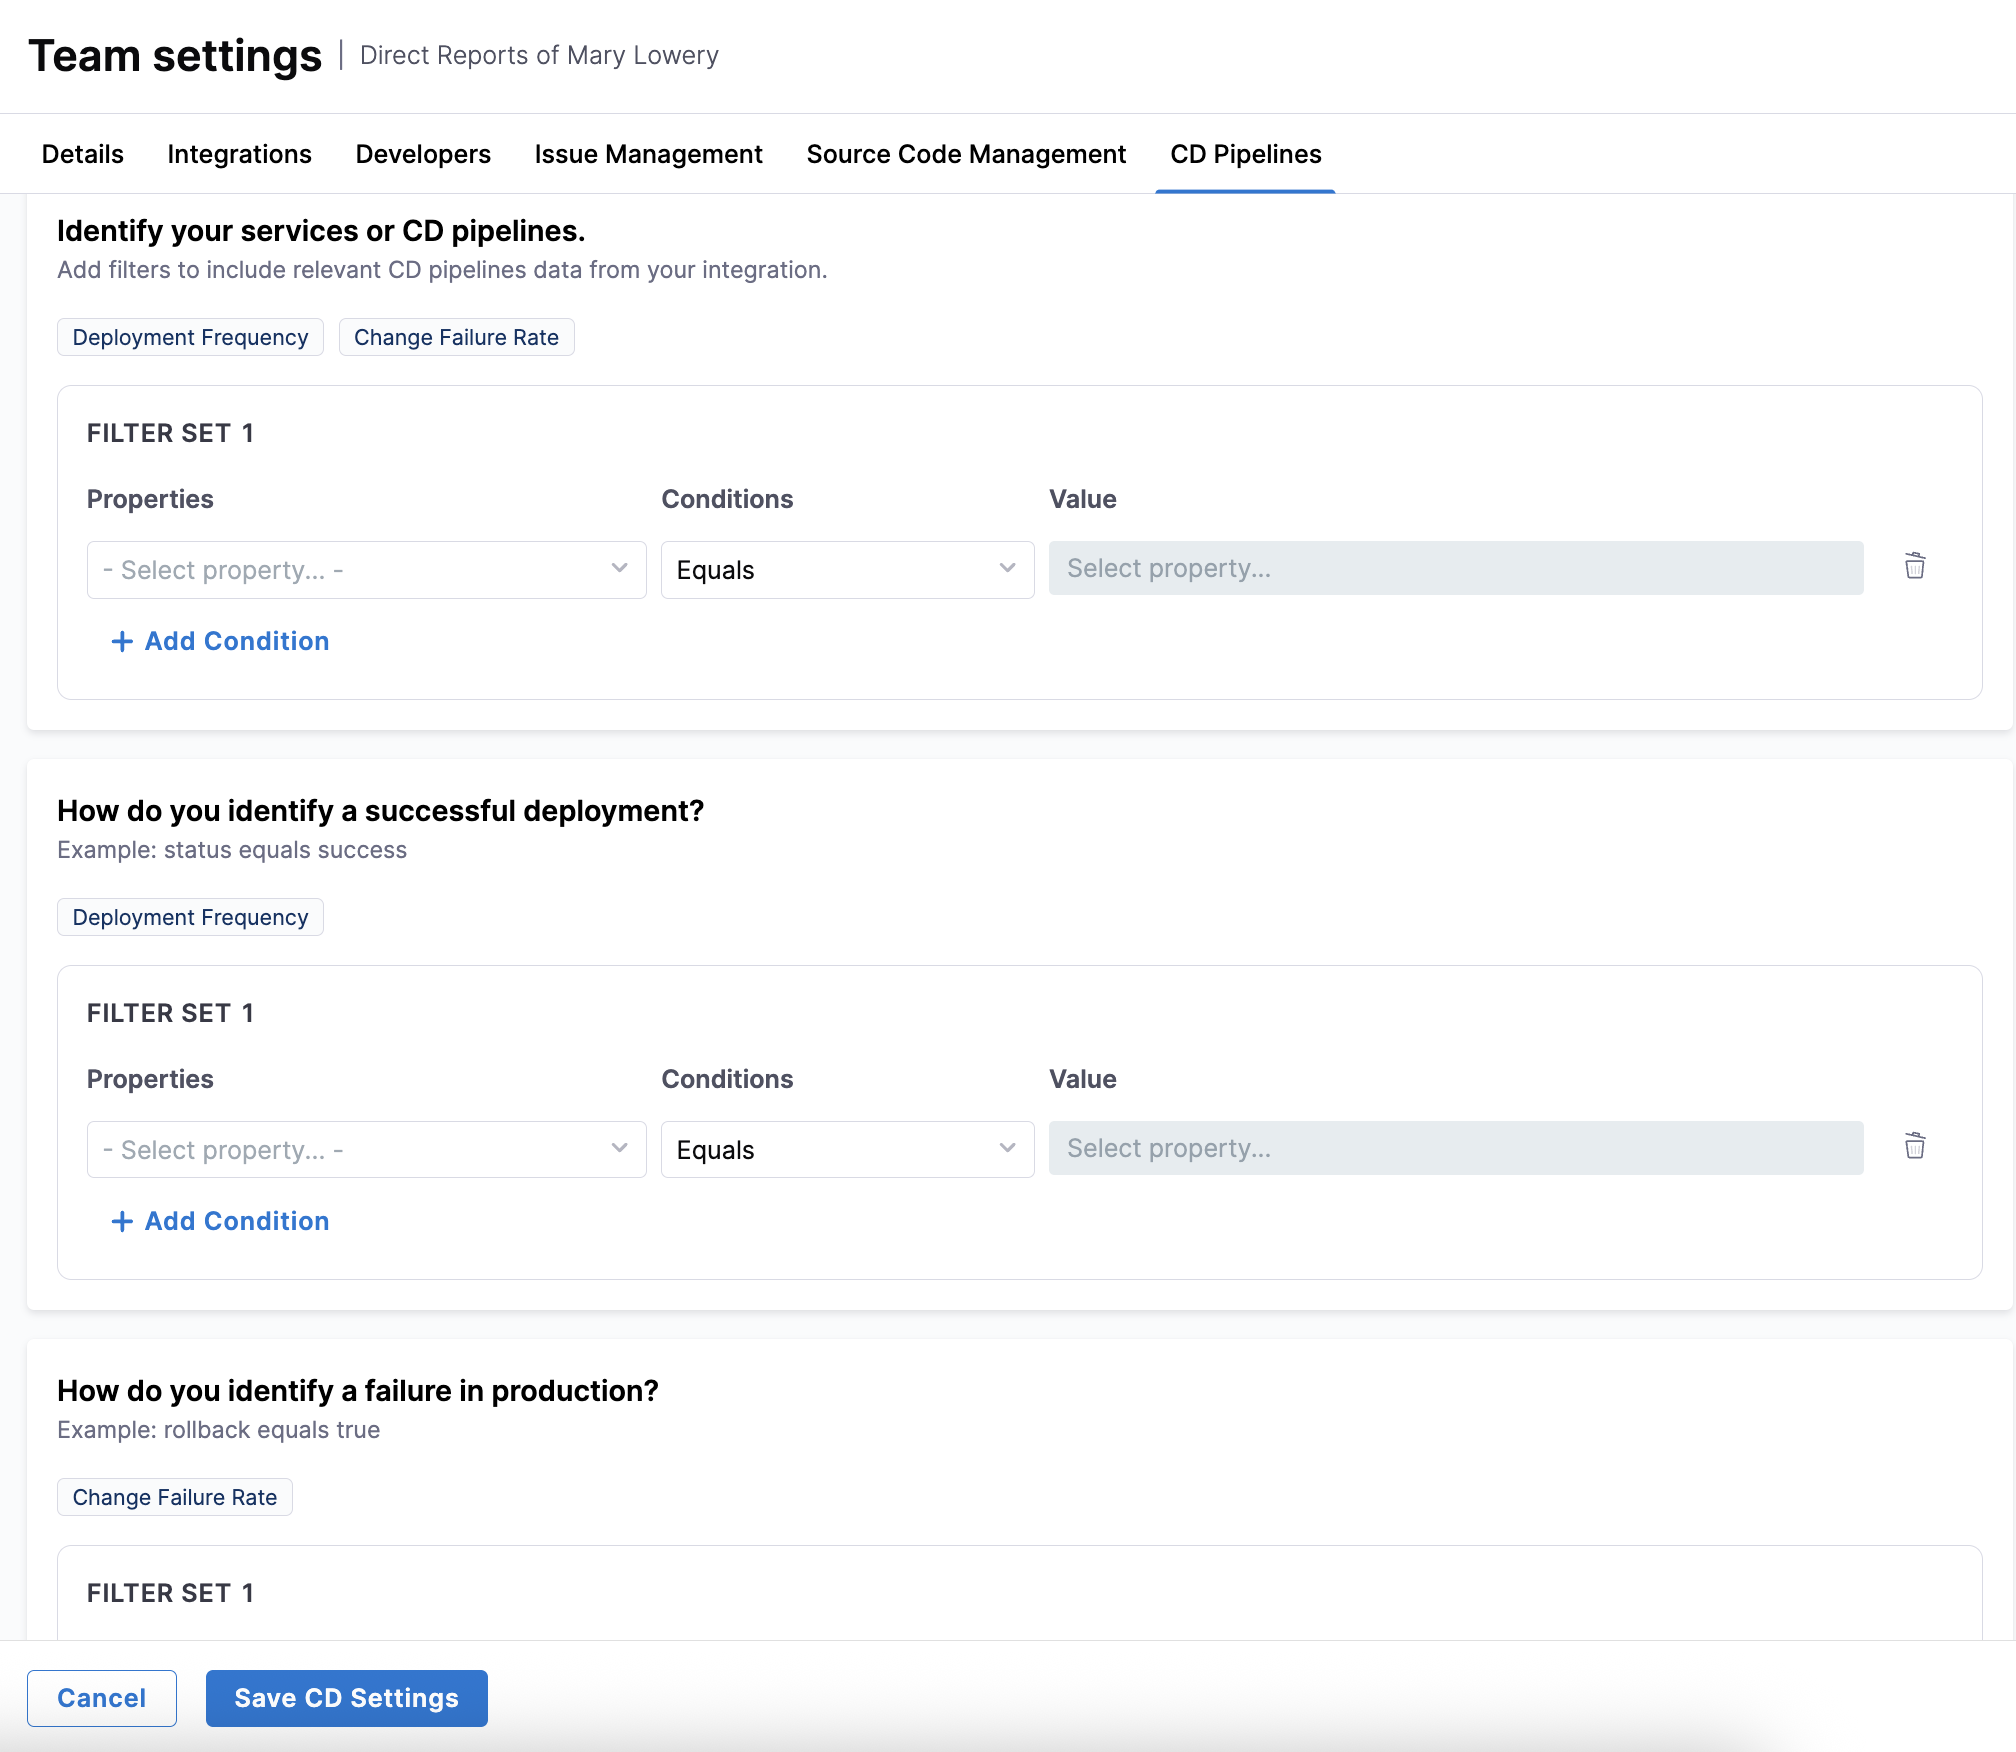 Team settings | Direct Reports of Mary Lowery
Details Integrations Developers Issue Management Source Code Management CD Pipelines
Identify your services or CD pipelines.
Add filters to include relevant CD pipelines data from your integration.
Deployment Frequency Change Failure Rate
FILTER SET 1
Properties Conditions Value
- Select property... - Equals Select property...
+ Add Condition
How do you identify a successful deployment?
Example: status equals success
Deployment Frequency
FILTER SET 1
Properties Conditions Value
- Select property... - Equals Select property...
+ Add Condition
How do you identify a failure in production?
Example: rollback equals true
Change Failure Rate
FILTER SET 1
Cancel Save CD Settings